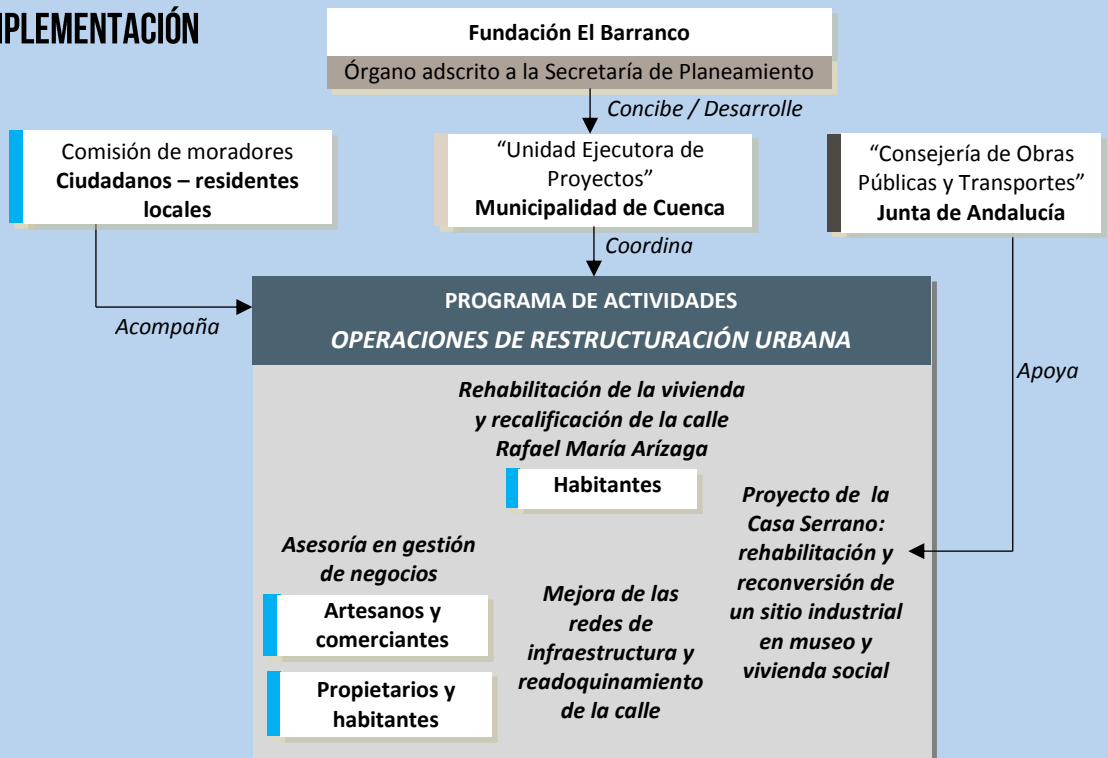 MPLEMENTACIÓN
Fundación El Barranco
Órgano adscrito a la Secretaría de Planeamiento
Concibe / Desarrolle
Comisión de moradores
Ciudadanos – residentes
locales
“Unidad Ejecutora de
Proyectos”
Municipalidad de Cuenca
“Consejería de Obras
Públicas y Transportes”
Junta de Andalucía
Coordina
Acompaña
Apoya
PROGRAMA DE ACTIVIDADES
OPERACIONES DE RESTRUCTURACIÓN URBANA
Rehabilitación de la vivienda
y recalificación de la calle
Rafael María Arízaga
Habitantes
Asesoría en gestión
de negocios
Artesanos y
comerciantes
Propietarios y
habitantes
Mejora de las
redes de
infraestructura y
readoquinamiento
de la calle
Proyecto de la
Casa Serrano:
rehabilitación y
reconversión de
un sitio industrial
en museo y
vivienda social